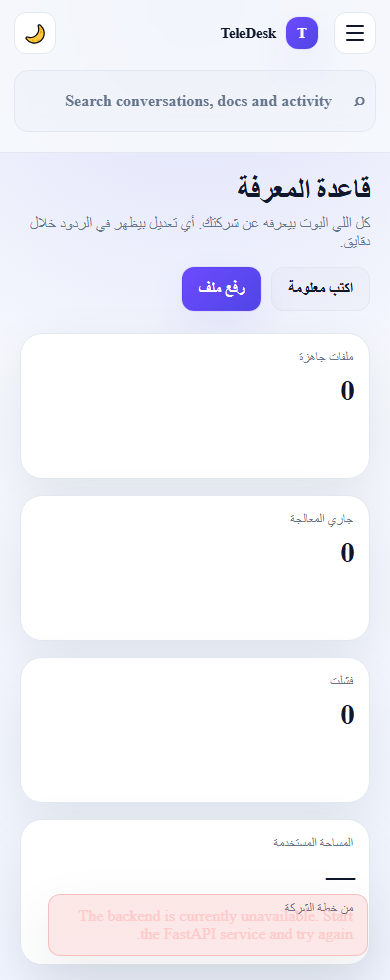 TeleDesk
T
Search conversations, docs and activity
قاعدة المعرفة
كل اللي البوت بيعرفه عن شركتك. أي تعديل بيظهر في الردود خلال
دقايق.
اكتب معلومة
رفع ملف
ملفات جاهزة
0
جاري المعالجة
0
فشلت
0
المساحة المستخدمة
—
من خطة الشركة
The backend is currently unavailable. Start
the FastAPI service and try again.